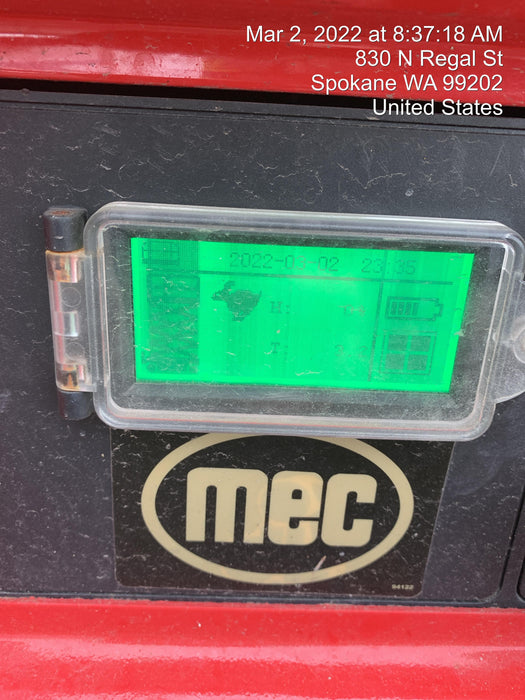 Mar 2, 2022 at 8:37:18 AM
830 N Regal St
Spokane WA 99202
United States
2022-03-02 23:35
H:
mec
94122